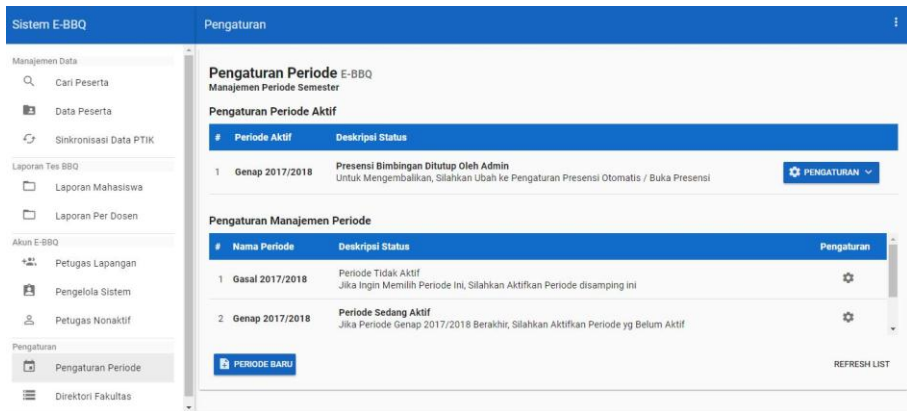 Sistem E-BBQ
Pengaturan
Manajemen Data
Cari Peserta
Data Peserta
Sinkronisasi Data PTIK
Laporan Tes BBQ
Laporan Mahasiswa
Laporan Per Dosen
Akun E-BBQ
Petugas Lapangan
Pengelola Sistem
Petugas Nonaktif
Pengaturan
Pengaturan Periode
Direktori Fakultas
Pengaturan Periode E-BBQ
Manajemen Periode Semester
Pengaturan Periode Aktif
# Periode Aktif Deskripsi Status
1 Genap 2017/2018 Presensi Bimbingan Ditutup Oleh Admin
Untuk Mengembalikan, Silahkan Ubah ke Pengaturan Presensi Otomatis / Buka Presensi
PENGATURAN
Pengaturan Manajemen Periode
# Nama Periode Deskripsi Status Pengaturan
1 Gasal 2017/2018 Periode Tidak Aktif
Jika Ingin Memilih Periode Ini, Silahkan Aktifkan Periode disamping ini
2 Genap 2017/2018 Periode Sedang Aktif
Jika Periode Genap 2017/2018 Berakhir, Silahkan Aktifkan Periode yg Belum Aktif
PERIODE BARU
REFRESH LIST